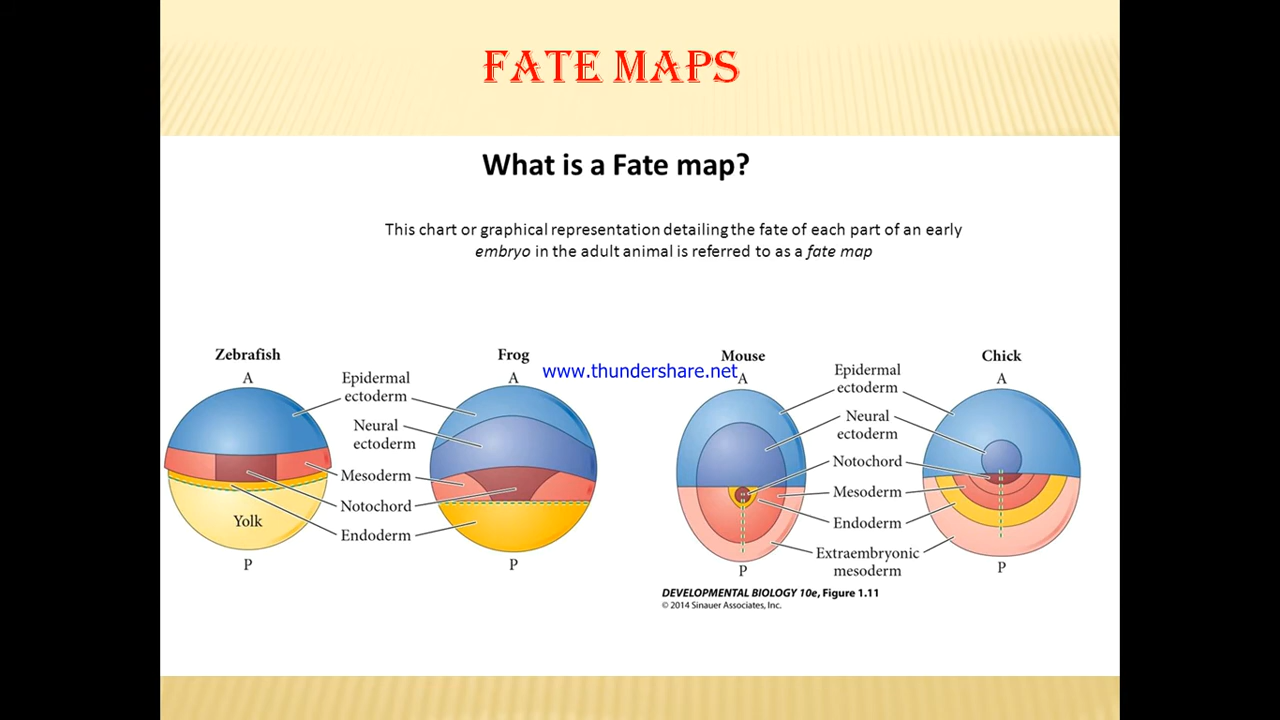 FATE MAPS
What is a Fate map?
This chart or graphical representation detailing the fate of each part of an early
embryo in the adult animal is referred to as a fate map
Zebrafish
A
Yolk
P
Epidermal
ectoderm
Neural
ectoderm
Mesoderm
Notochord
Endoderm
Frog
A
P
www.thundershare.net
Mouse
A
P
Epidermal
ectoderm
Neural
ectoderm
Notochord
Mesoderm
Endoderm
Extraembryonic
mesoderm
Chick
A
P
DEVELOPMENTAL BIOLOGY 10e, Figure 1.11
© 2014 Sinauer Associates, Inc.